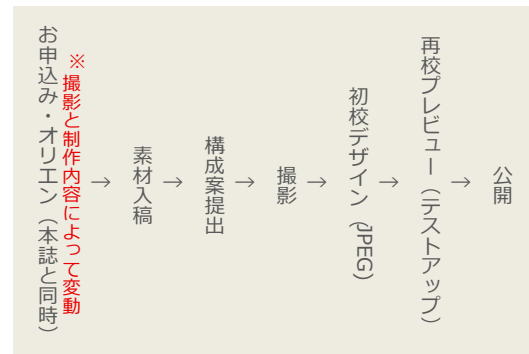 お申込み・オリエン（本誌と同時）
※撮影と制作内容によって変動
→
素材入稿
→
構成案提出
→
撮影
→
初校デザイン（JPEG）
→
再校プレビュー（テストアップ）
→
公開